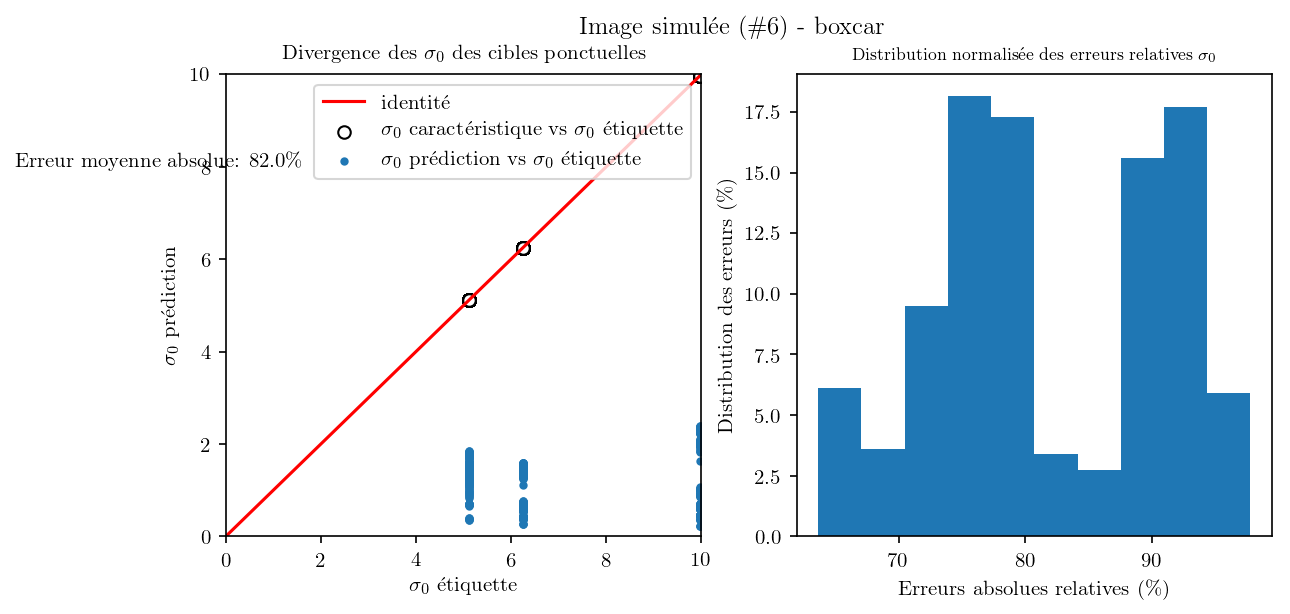 Image simulée (#6) - boxcar
Divergence des σ₀ des cibles ponctuelles
identité
σ₀ caractéristique vs σ₀ étiquette
σ₀ prédiction vs σ₀ étiquette
Erreur moyenne absolue: 82.0%
10
8
6
4
2
0
σ₀ prédiction
0 2 4 6 8 10
σ₀ étiquette
Distribution normalisée des erreurs relatives σ₀
17.5
15.0
12.5
10.0
7.5
5.0
2.5
0.0
Distribution des erreurs (%)
70 80 90
Erreurs absolues relatives (%)